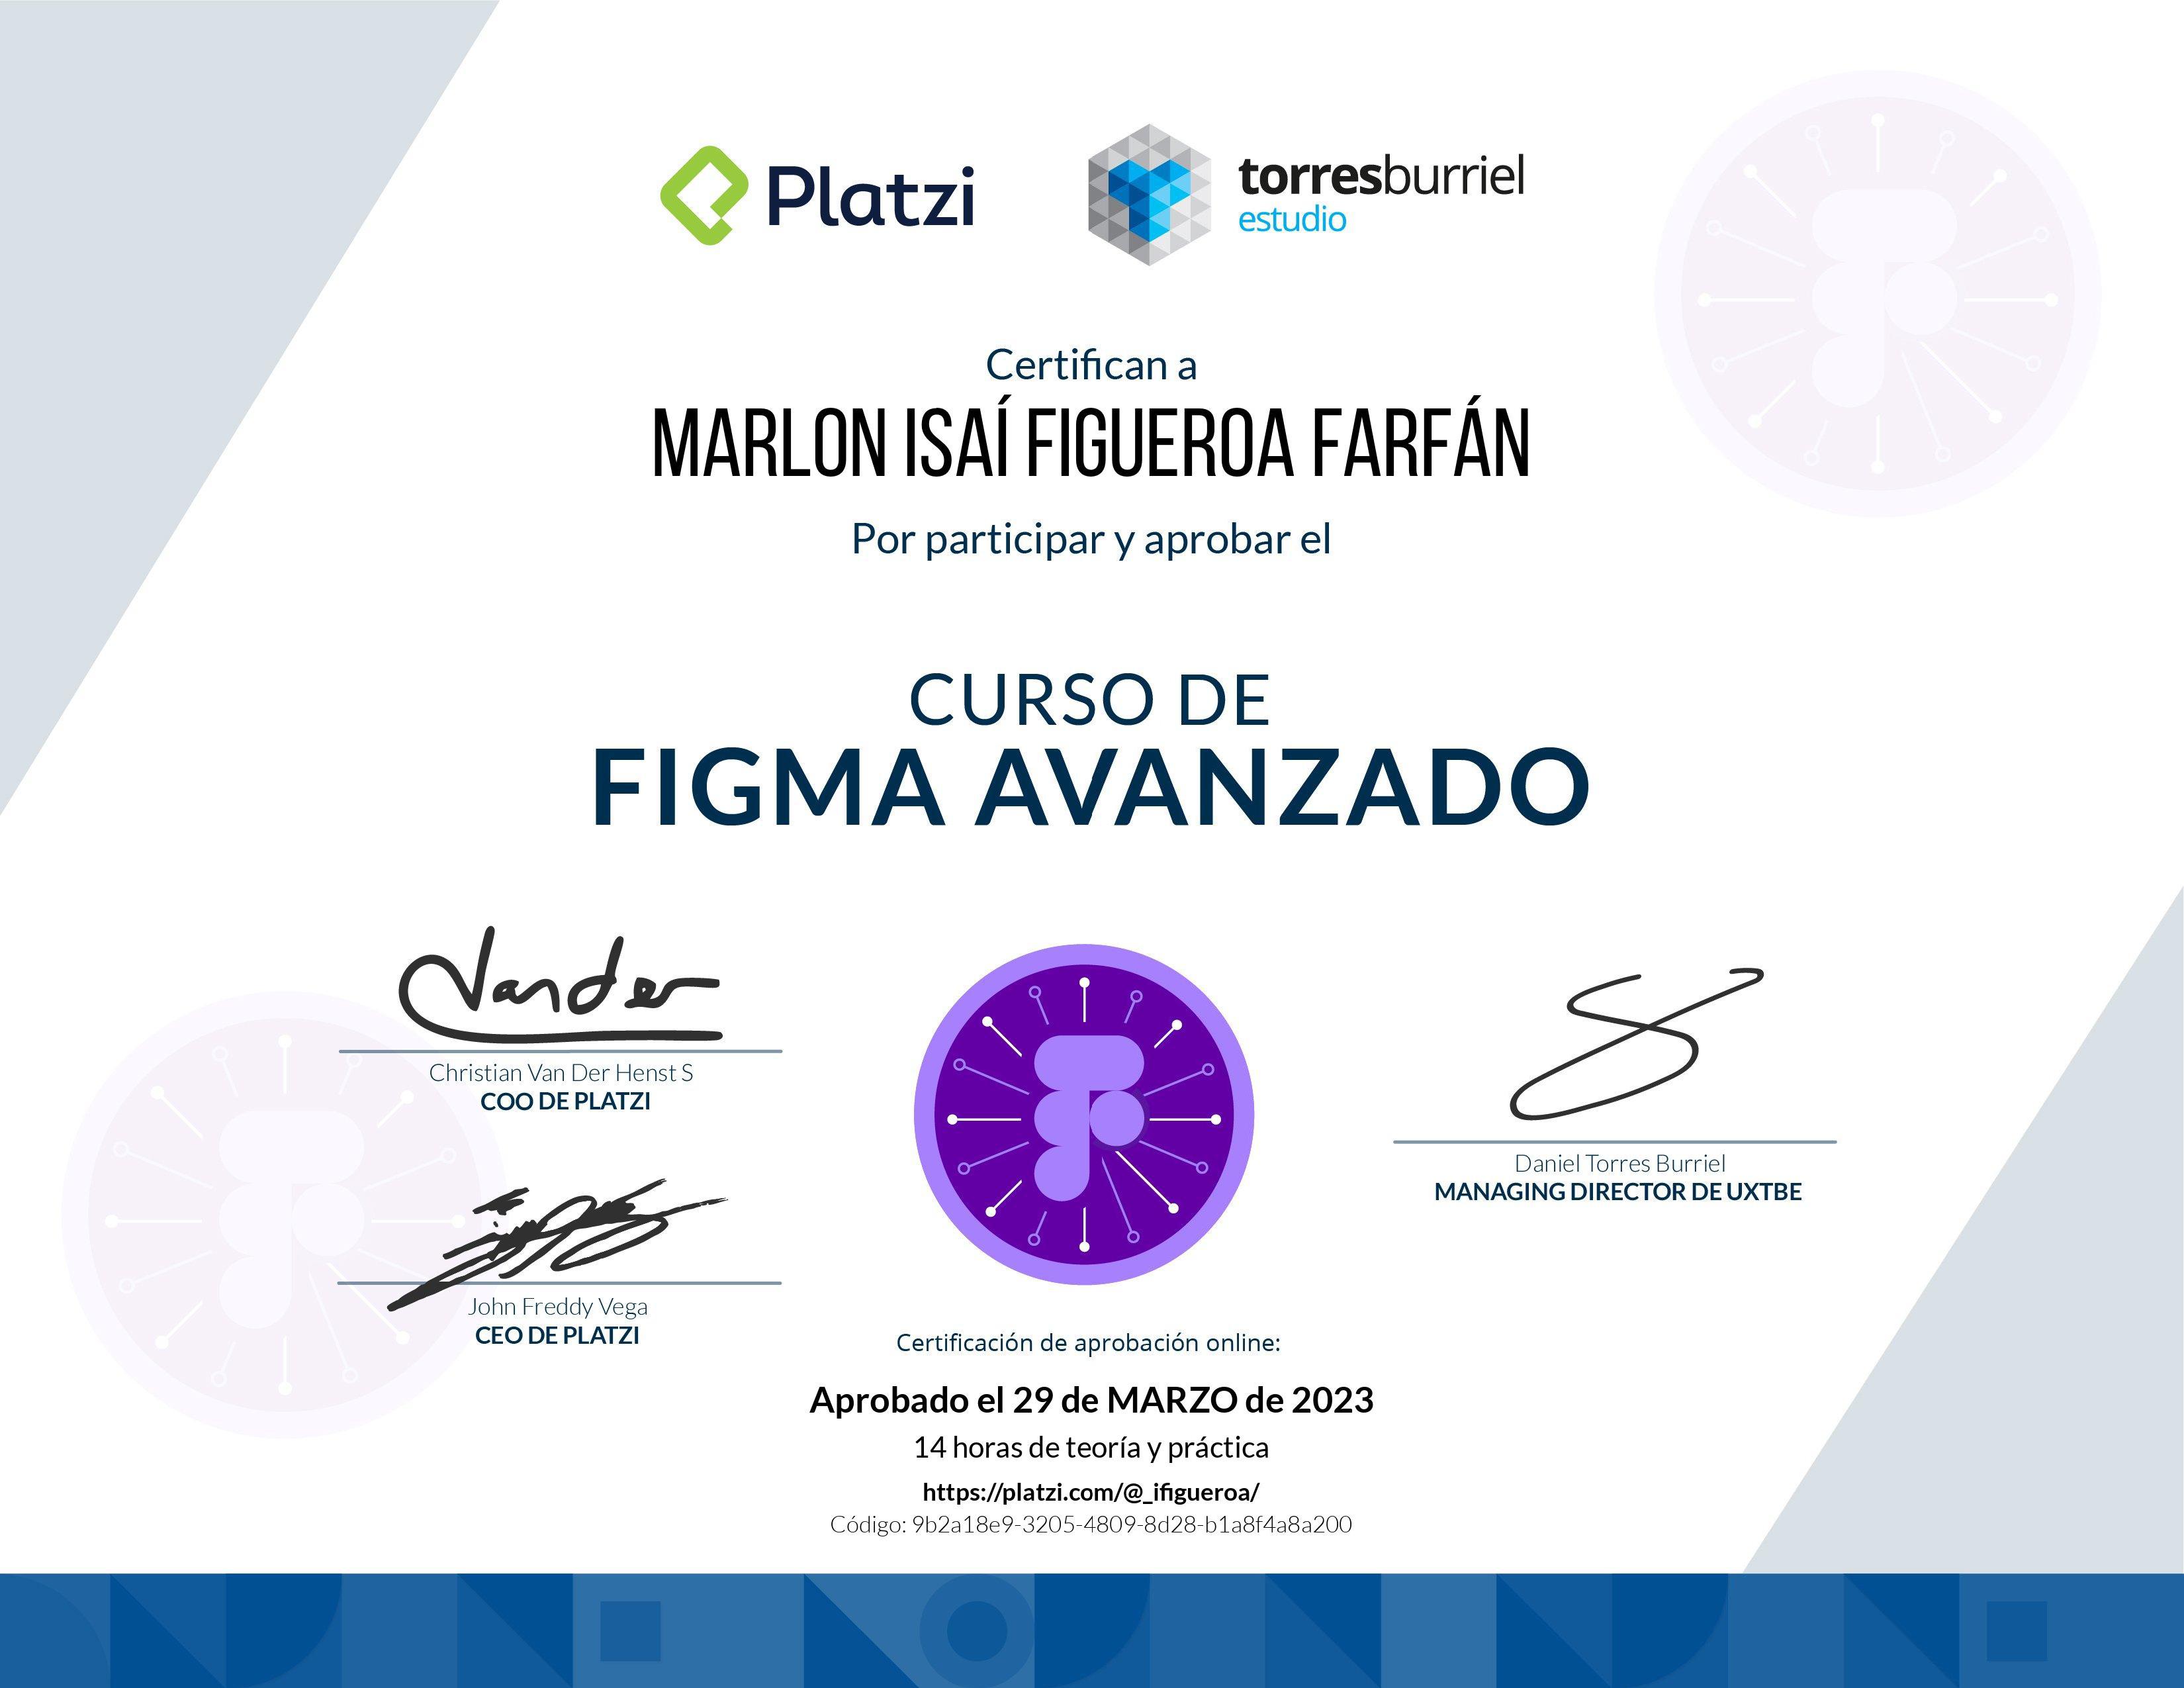 Platzi
torresburriel
estudio
Certifican a
MARLON ISAÍ FIGUEROA FARFÁN
Por participar y aprobar el
CURSO DE
FIGMA AVANZADO
Vander
Christian Van Der Henst S
COO DE PLATZI
John Freddy Vega
CEO DE PLATZI
Daniel Torres Burriel
MANAGING DIRECTOR DE UXTBE
Certificación de aprobación online:
Aprobado el 29 de MARZO de 2023
14 horas de teoría y práctica
https://platzi.com/@_ifigueroa/
Código: 9b2a18e9-3205-4809-8d28-b1a8f4a8a200